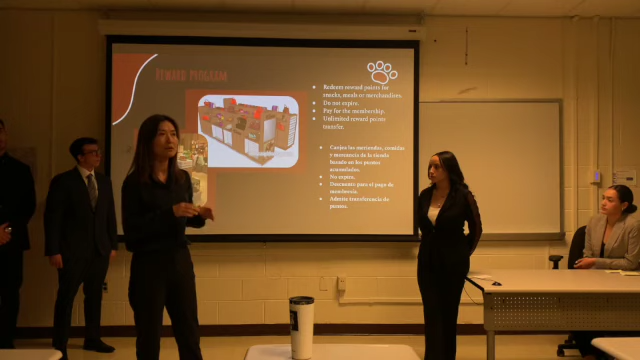 REWARD PROGRAM
Redeem reward points for
snacks, meals or merchandises.
Do not expire.
Pay for the membership.
Unlimited reward points
transfer.
Canjea las meriendas, comidas
y mercancía de la tienda
basado en los puntos
acumulados.
No expira.
Descuento para el pago de
membresía.
Admite transferencia de
puntos.